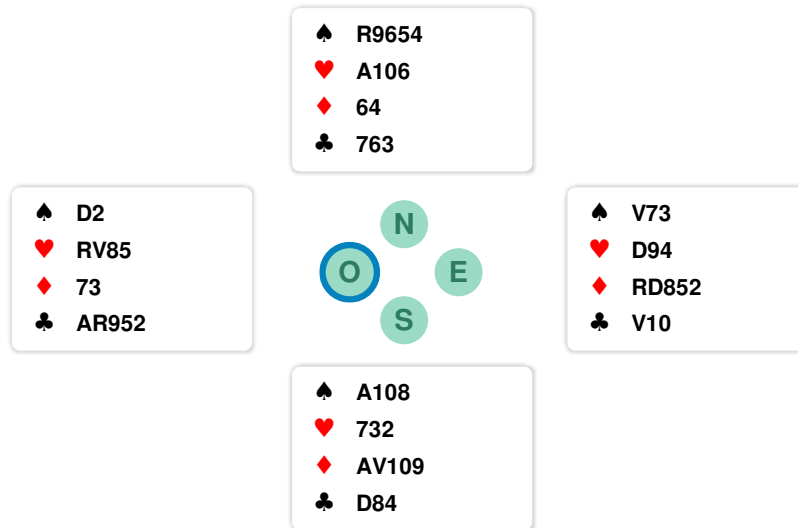 ♠ R9654
♥ A106
♦ 64
♣ 763
♠ D2
♥ RV85
♦ 73
♣ AR952
N
O E
S
♠ V73
♥ D94
♦ RD852
♣ V10
♠ A108
♥ 732
♦ AV109
♣ D84